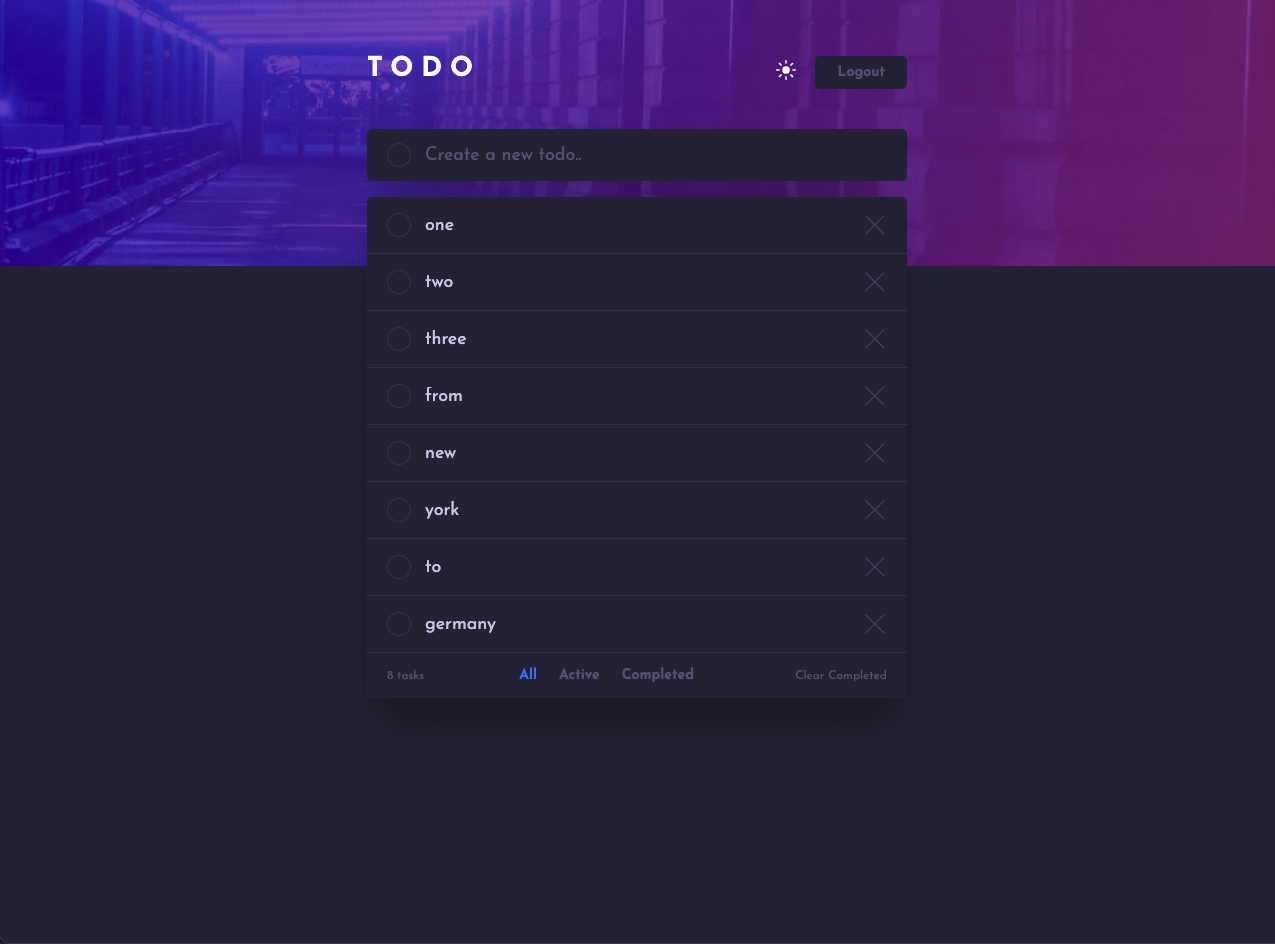 TODO
Logout
Create a new todo..
one
two
three
from
new
york
to
germany
8 tasks All Active Completed Clear Completed